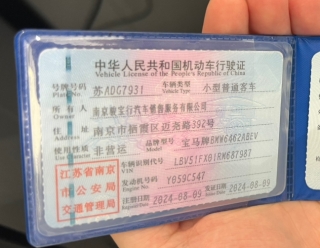 中华人民共和国机动车行驶证
Vehicle License of the People's Republic of China
号牌号码 苏ADG7931 车辆类型 小型普通客车
Plate No. Vehicle Type
所有人 南京 宝行汽车销售服务有限公司
Owner
住址 南京市栖霞区迈尧路392号
Address
使用性质 非营运 品牌型号 宝马牌BMW6462ABEV
Use Character Model
江苏省南京市公安局交通管理局
车辆识别代号 LBV51FX01RM687987
VIN
发动机号码 Y059C547
Engine No.
注册日期 2024-08-09 发证日期 2024-08-09
Register Date Issue Date